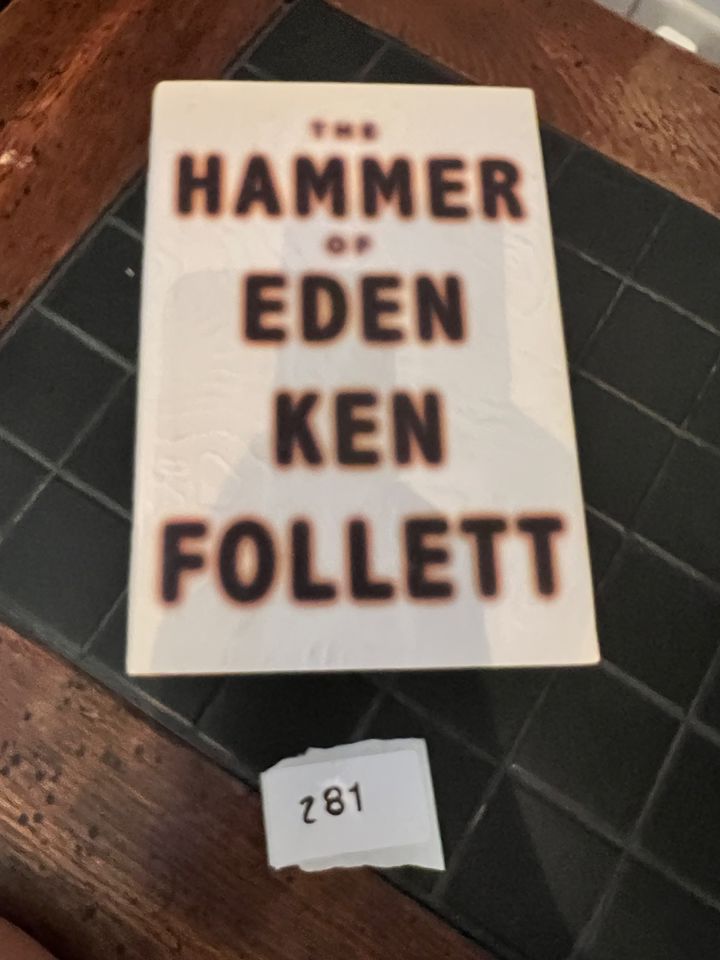 THE
HAMMER
OF
EDEN
KEN
FOLLETT
281